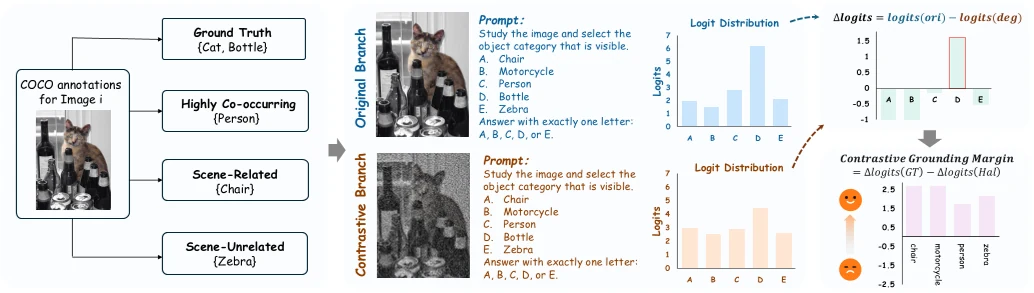 COCO annotations
for Image i
Ground Truth
{Cat, Bottle}
Highly Co-occurring
{Person}
Scene-Related
{Chair}
Scene-Unrelated
{Zebra}
Original Branch
Prompt:
Study the image and select the
object category that is visible.
A. Chair
B. Motorcycle
C. Person
D. Bottle
E. Zebra
Answer with exactly one letter:
A, B, C, D, or E.
Contrastive Branch
Prompt:
Study the image and select the
object category that is visible.
A. Chair
B. Motorcycle
C. Person
D. Bottle
E. Zebra
Answer with exactly one letter:
A, B, C, D, or E.
Logit Distribution
Logits
7
6
5
4
3
2
1
0
A B C D E
Logit Distribution
Logits
7
6
5
4
3
2
1
0
A B C D E
Δlogits = logits(ori) − logits(deg)
1.5
1
0.5
0
-0.5
-1
A B C D E
Contrastive Grounding Margin
= Δlogits(GT) − Δlogits(Hal)
2.5
1.5
0.5
-0.5
-1.5
-2.5
chair
motorcycle
person
zebra